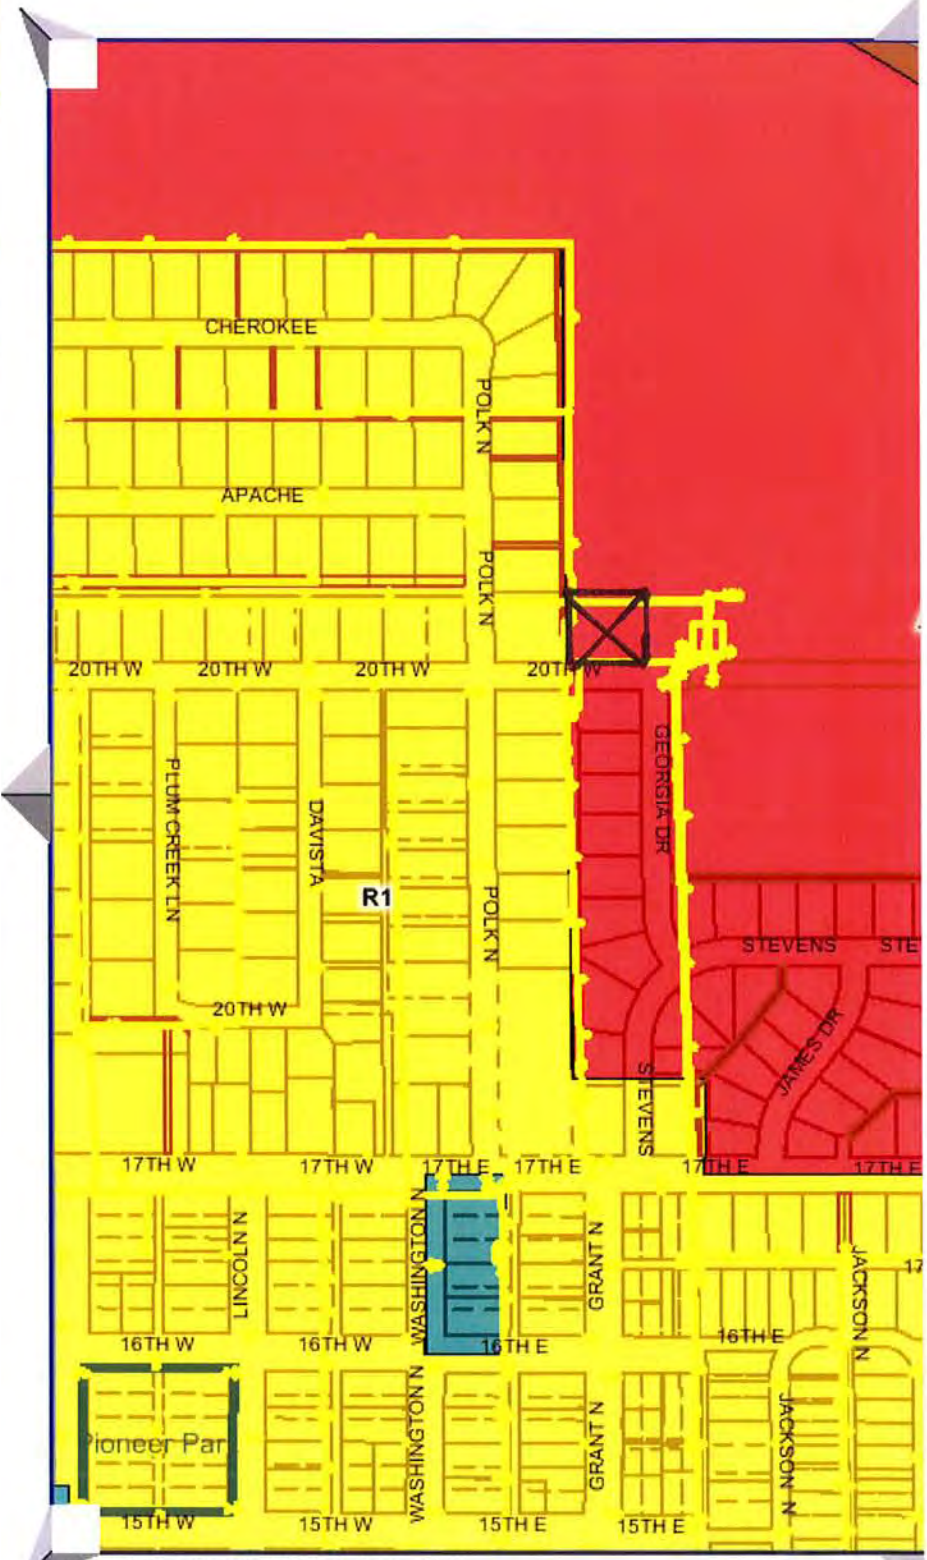 CHEROKEE
POLK N
APACHE
POLK N
20TH W
20TH W
20TH W
20TH W
GEORGIA DR
PLUM CREEK LN
DAVISTA
R1
POLK N
STEVENS
STE
20TH W
JAMES DR
STEVENS
17TH W
17TH W
17TH E
17TH E
17TH E
17TH E
LINCOLN N
WASHINGTON N
GRANT N
JACKSON N
17
16TH W
16TH W
16TH E
16TH E
WASHINGTON N
GRANT N
JACKSON N
Pioneer Par
15TH W
15TH W
15TH E
15TH E